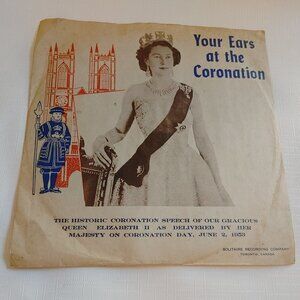 Your Ears
at the
Coronation
THE HISTORIC CORONATION SPEECH OF OUR GRACIOUS
QUEEN ELIZABETH II AS DELIVERED BY HER
MAJESTY ON CORONATION DAY, JUNE 2, 1953
SOLITAIRE RECORDING COMPANY
TORONTO, CANADA